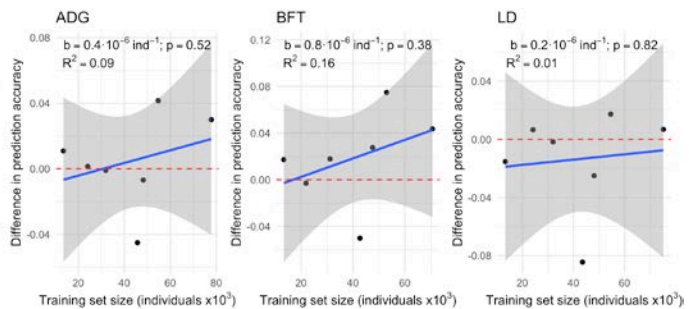 ADG
b = 0.4·10⁻⁶ ind⁻¹; p = 0.52
R² = 0.09
Difference in prediction accuracy
0.08
0.04
0.00
-0.04
20
40
60
80
Training set size (individuals x10³)
BFT
b = 0.8·10⁻⁶ ind⁻¹; p = 0.38
R² = 0.16
Difference in prediction accuracy
0.12
0.08
0.04
0.00
-0.04
20
40
60
Training set size (individuals x10³)
LD
b = 0.2·10⁻⁶ ind⁻¹; p = 0.82
R² = 0.01
Difference in prediction accuracy
0.04
0.00
-0.04
-0.08
20
40
60
Training set size (individuals x10³)